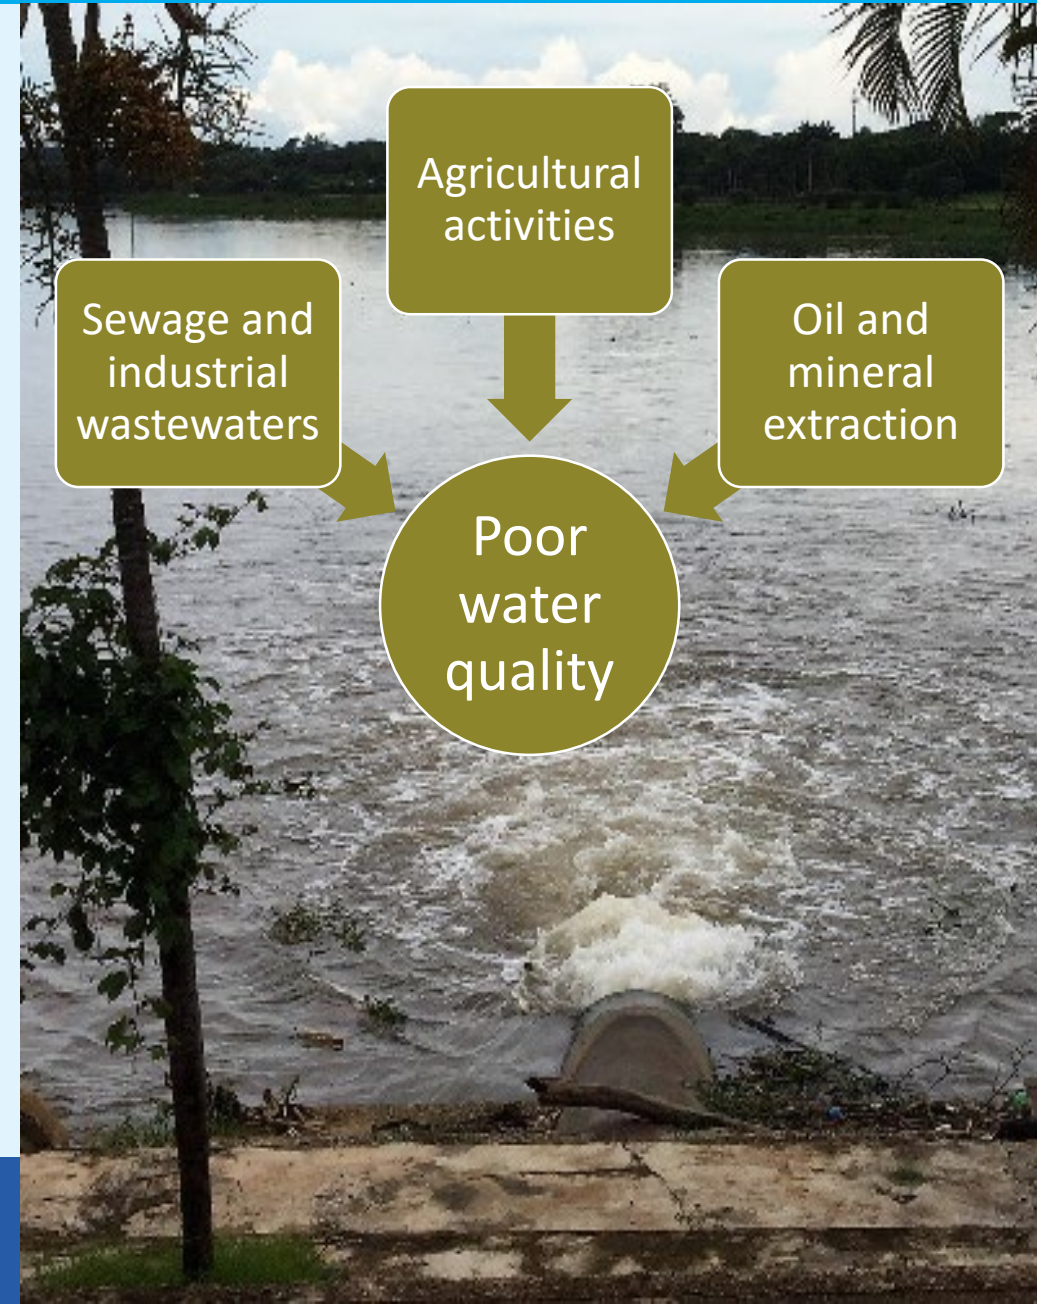 Agricultural
activities
Sewage and
industrial
wastewaters
Oil and
mineral
extraction
Poor
water
quality